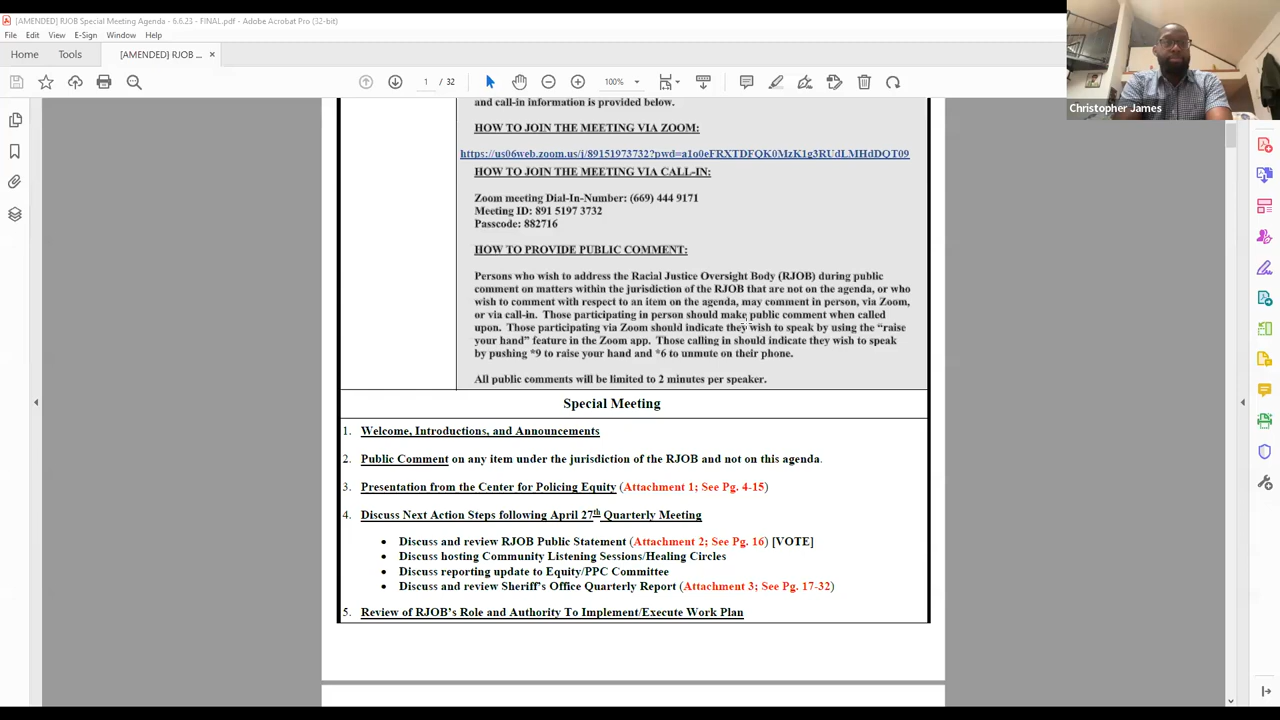 [AMENDED] RJOB Special Meeting Agenda - 6.6.23 - FINAL.pdf - Adobe Acrobat Pro (32-bit)
File Edit View E-Sign Window Help
Home Tools [AMENDED] RJOB ... ×
1 / 32 100%
Christopher James
and call-in information is provided below.
HOW TO JOIN THE MEETING VIA ZOOM:
https://us06web.zoom.us/j/89151973732?pwd=a1o0eFRXTDFQK0MzK1g3RUdLMHdDQT09
HOW TO JOIN THE MEETING VIA CALL-IN:
Zoom meeting Dial-In-Number: (669) 444 9171
Meeting ID: 891 5197 3732
Passcode: 882716
HOW TO PROVIDE PUBLIC COMMENT:
Persons who wish to address the Racial Justice Oversight Body (RJOB) during public
comment on matters within the jurisdiction of the RJOB that are not on the agenda, or who
wish to comment with respect to an item on the agenda, may comment in person, via Zoom,
or via call-in. Those participating in person should make public comment when called
upon. Those participating via Zoom should indicate they wish to speak by using the “raise
your hand” feature in the Zoom app. Those calling in should indicate they wish to speak
by pushing *9 to raise your hand and *6 to unmute on their phone.
All public comments will be limited to 2 minutes per speaker.
Special Meeting
1. Welcome, Introductions, and Announcements
2. Public Comment on any item under the jurisdiction of the RJOB and not on this agenda.
3. Presentation from the Center for Policing Equity (Attachment 1; See Pg. 4-15)
4. Discuss Next Action Steps following April 27th Quarterly Meeting
• Discuss and review RJOB Public Statement (Attachment 2; See Pg. 16) [VOTE]
• Discuss hosting Community Listening Sessions/Healing Circles
• Discuss reporting update to Equity/PPC Committee
• Discuss and review Sheriff’s Office Quarterly Report (Attachment 3; See Pg. 17-32)
5. Review of RJOB’s Role and Authority To Implement/Execute Work Plan